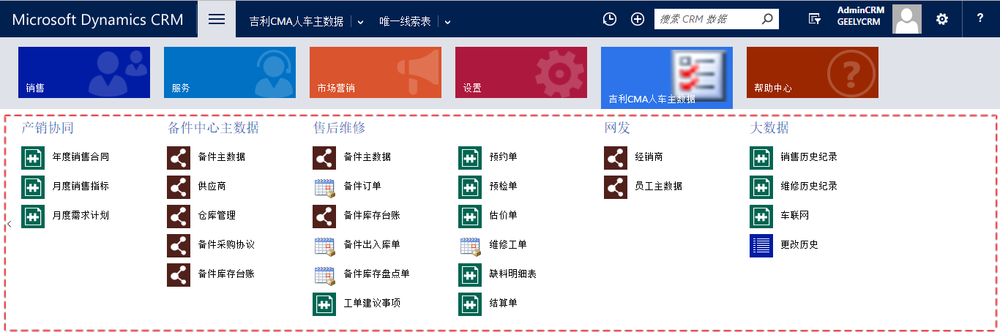 Microsoft Dynamics CRM
吉利CMA人车主数据
唯一线索表
搜索 CRM 数据
AdminCRM
GEELYCRM
?
销售
服务
市场营销
设置
吉利CMA人车主数据
帮助中心
产销协同
年度销售合同
月度销售指标
月度需求计划
备件中心主数据
备件主数据
供应商
仓库管理
备件采购协议
备件库存台账
售后维修
备件主数据
备件订单
备件库存台账
备件出入库单
备件库存盘点单
工单建议事项
预约单
预检单
估价单
维修工单
缺料明细表
结算单
网发
经销商
员工主数据
大数据
销售历史纪录
维修历史纪录
车联网
更改历史